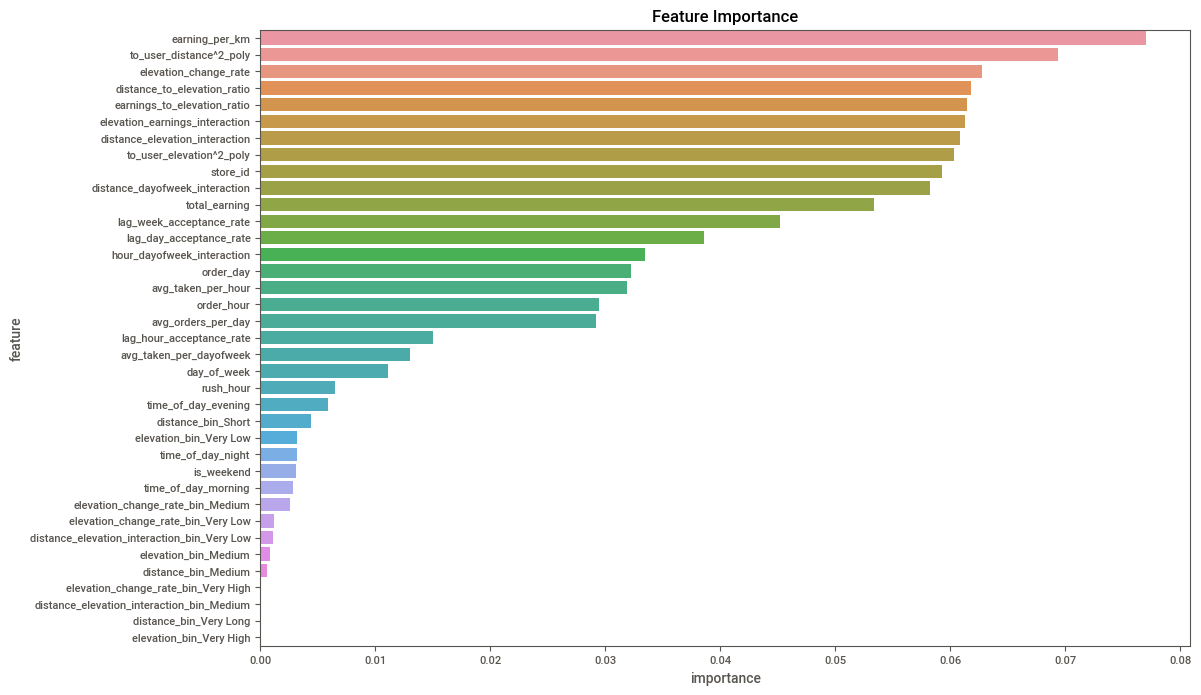 Feature Importance
feature
earning_per_km
to_user_distance^2_poly
elevation_change_rate
distance_to_elevation_ratio
earnings_to_elevation_ratio
elevation_earnings_interaction
distance_elevation_interaction
to_user_elevation^2_poly
store_id
distance_dayofweek_interaction
total_earning
lag_week_acceptance_rate
lag_day_acceptance_rate
hour_dayofweek_interaction
order_day
avg_taken_per_hour
order_hour
avg_orders_per_day
lag_hour_acceptance_rate
avg_taken_per_dayofweek
day_of_week
rush_hour
time_of_day_evening
distance_bin_Short
elevation_bin_Very Low
time_of_day_night
is_weekend
time_of_day_morning
elevation_change_rate_bin_Medium
elevation_change_rate_bin_Very Low
distance_elevation_interaction_bin_Very Low
elevation_bin_Medium
distance_bin_Medium
elevation_change_rate_bin_Very High
distance_elevation_interaction_bin_Medium
distance_bin_Very Long
elevation_bin_Very High
0.00 0.01 0.02 0.03 0.04 0.05 0.06 0.07 0.08
importance